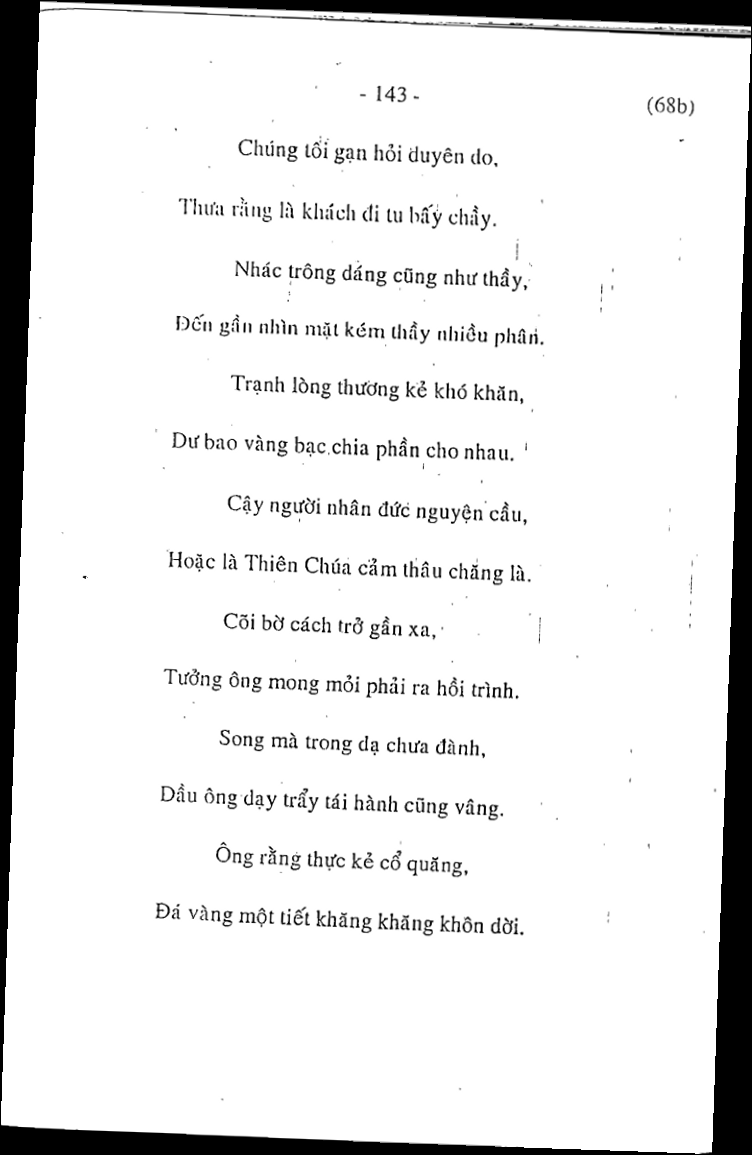 - 143 -
(68b)
Chúng tôi gạn hỏi duyên do,
Thưa rằng là khách đi tu bấy chầy.
Nhác trông dáng cũng như thầy,
Đến gần nhìn mặt kém thầy nhiều phân.
Trạnh lòng thương kẻ khó khăn,
Dư bao vàng bạc chia phần cho nhau.
Cậy người nhân đức nguyện cầu,
Hoặc là Thiên Chúa cảm thâu chăng là.
Cõi bờ cách trở gần xa,
Tưởng ông mong mỏi phải ra hồi trình.
Song mà trong dạ chưa đành,
Dầu ông dạy trẩy tái hành cũng vâng.
Ông rằng thực kẻ cổ quăng,
Đá vàng một tiết khăng khăng khôn dời.